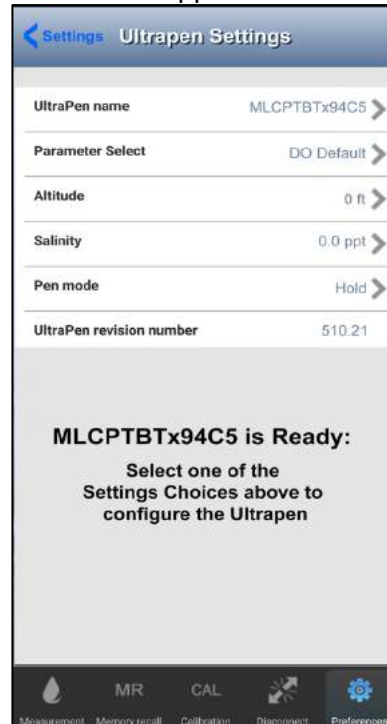 Settings Ultrapen Settings
UltraPen name MLCPTBTx94C5
Parameter Select DO Default
Altitude 0 ft
Salinity 0.0 ppt
Pen mode Hold
UltraPen revision number 510.21
MLCPTBTx94C5 is Ready:
Select one of the
Settings Choices above to
configure the Ultrapen
MR CAL
Measurement Memory recall Calibration Disconnect Preferences